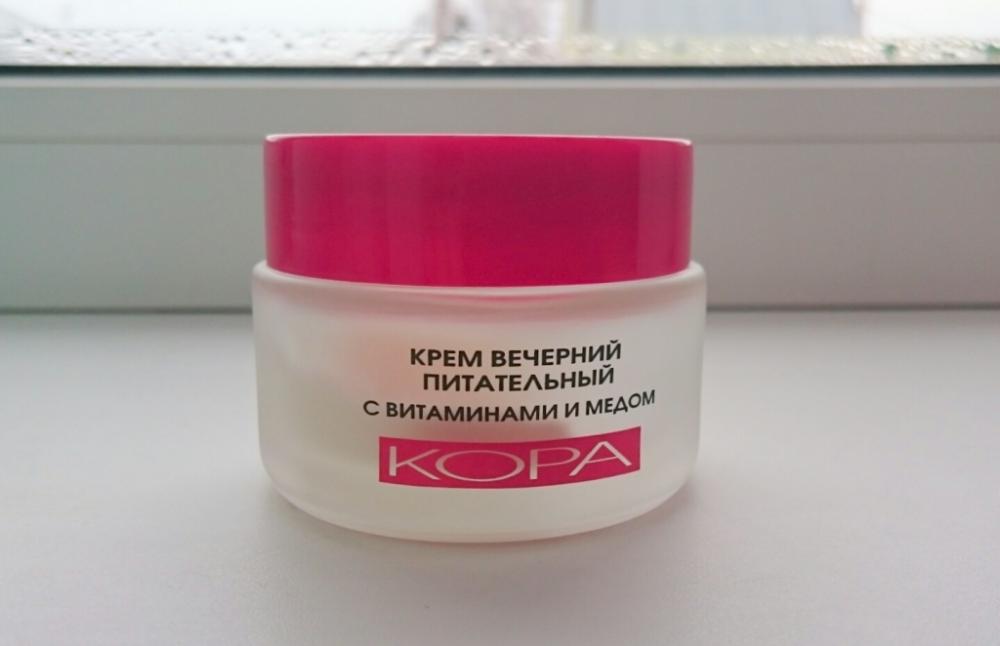 КРЕМ ВЕЧЕРНИЙ
ПИТАТЕЛЬНЫЙ
С ВИТАМИНАМИ И МЕДОМ
КОРА